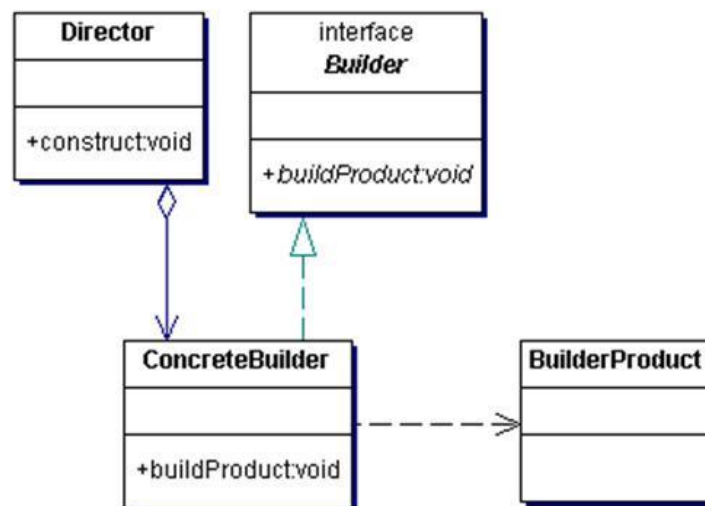 Director
+construct:void
interface
Builder
+buildProduct:void
ConcreteBuilder
+buildProduct:void
BuilderProduct